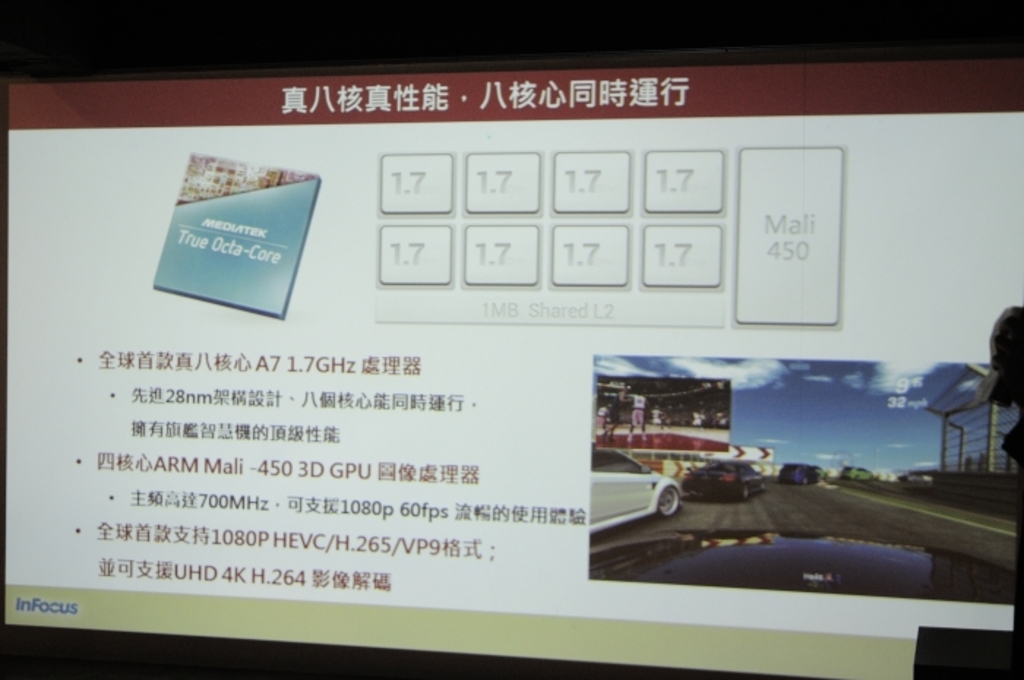 真八核真性能，八核心同時運行
MEDIATEK
True Octa-Core
1.7 1.7 1.7 1.7
1.7 1.7 1.7 1.7
1MB Shared L2
Mali
450
• 全球首款真八核心 A7 1.7GHz 處理器
• 先進28nm架構設計、八個核心能同時運行，
擁有旗艦智慧機的頂級性能
• 四核心ARM Mali -450 3D GPU 圖像處理器
• 主頻高達700MHz，可支援1080p 60fps 流暢的使用體驗
• 全球首款支持1080P HEVC/H.265/VP9格式；
並可支援UHD 4K H.264 影像解碼
32 mph
InFocus